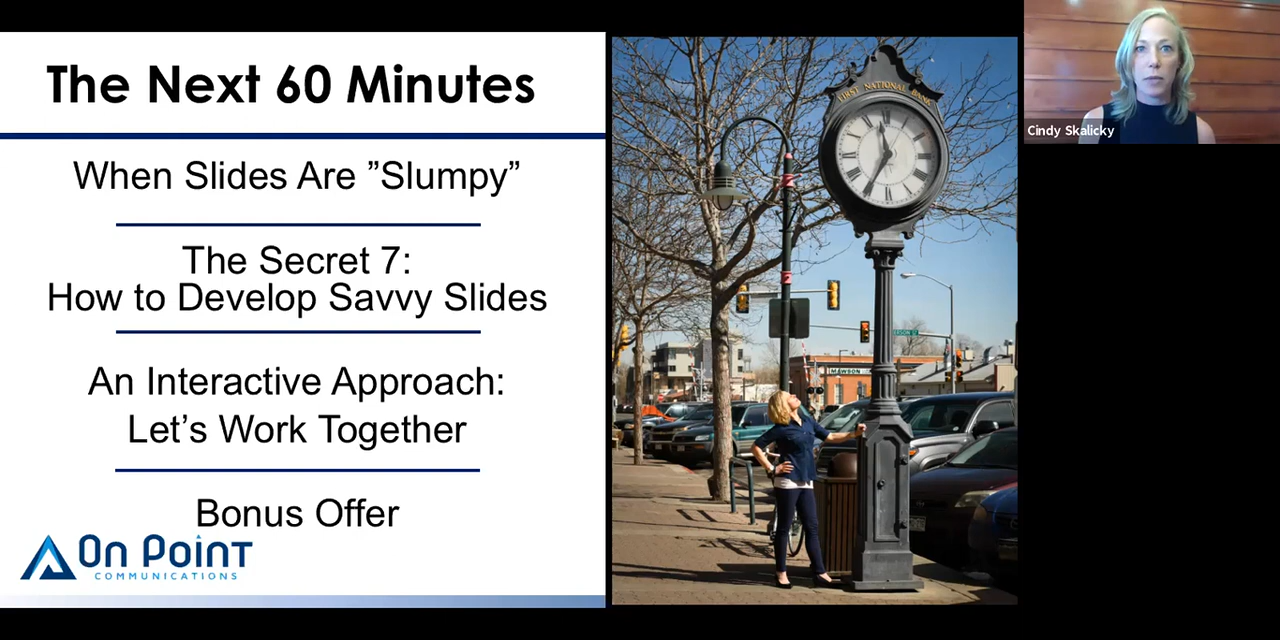 The Next 60 Minutes
When Slides Are ”Slumpy”
The Secret 7:
How to Develop Savvy Slides
An Interactive Approach:
Let’s Work Together
Bonus Offer
On Point
COMMUNICATIONS
FIRST NATIONAL BANK
MAWSON
Cindy Skalicky